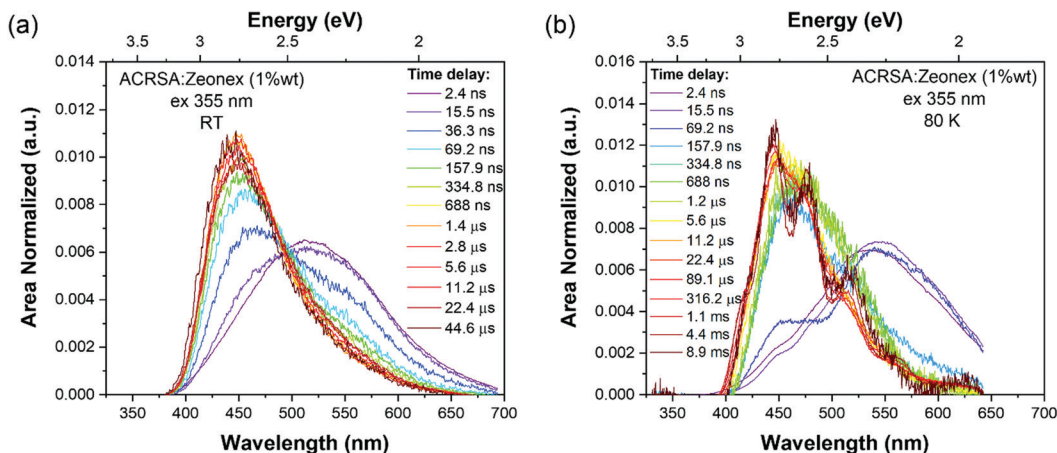 (a)
Energy (eV)
3.5 3 2.5 2
ACRSA:Zeonex (1%wt)
ex 355 nm
RT
Time delay:
2.4 ns
15.5 ns
36.3 ns
69.2 ns
157.9 ns
334.8 ns
688 ns
1.4 μs
2.8 μs
5.6 μs
11.2 μs
22.4 μs
44.6 μs
Area Normalized (a.u.)
0.014
0.012
0.010
0.008
0.006
0.004
0.002
0.000
350 400 450 500 550 600 650 700
Wavelength (nm)
(b)
Energy (eV)
3.5 3 2.5 2
Time delay:
2.4 ns
15.5 ns
69.2 ns
157.9 ns
334.8 ns
688 ns
1.2 μs
5.6 μs
11.2 μs
22.4 μs
89.1 μs
316.2 μs
1.1 ms
4.4 ms
8.9 ms
ACRSA:Zeonex (1%wt)
ex 355 nm
80 K
Area Normalized (a.u.)
0.014
0.012
0.010
0.008
0.006
0.004
0.002
0.000
350 400 450 500 550 600 650 700
Wavelength (nm)